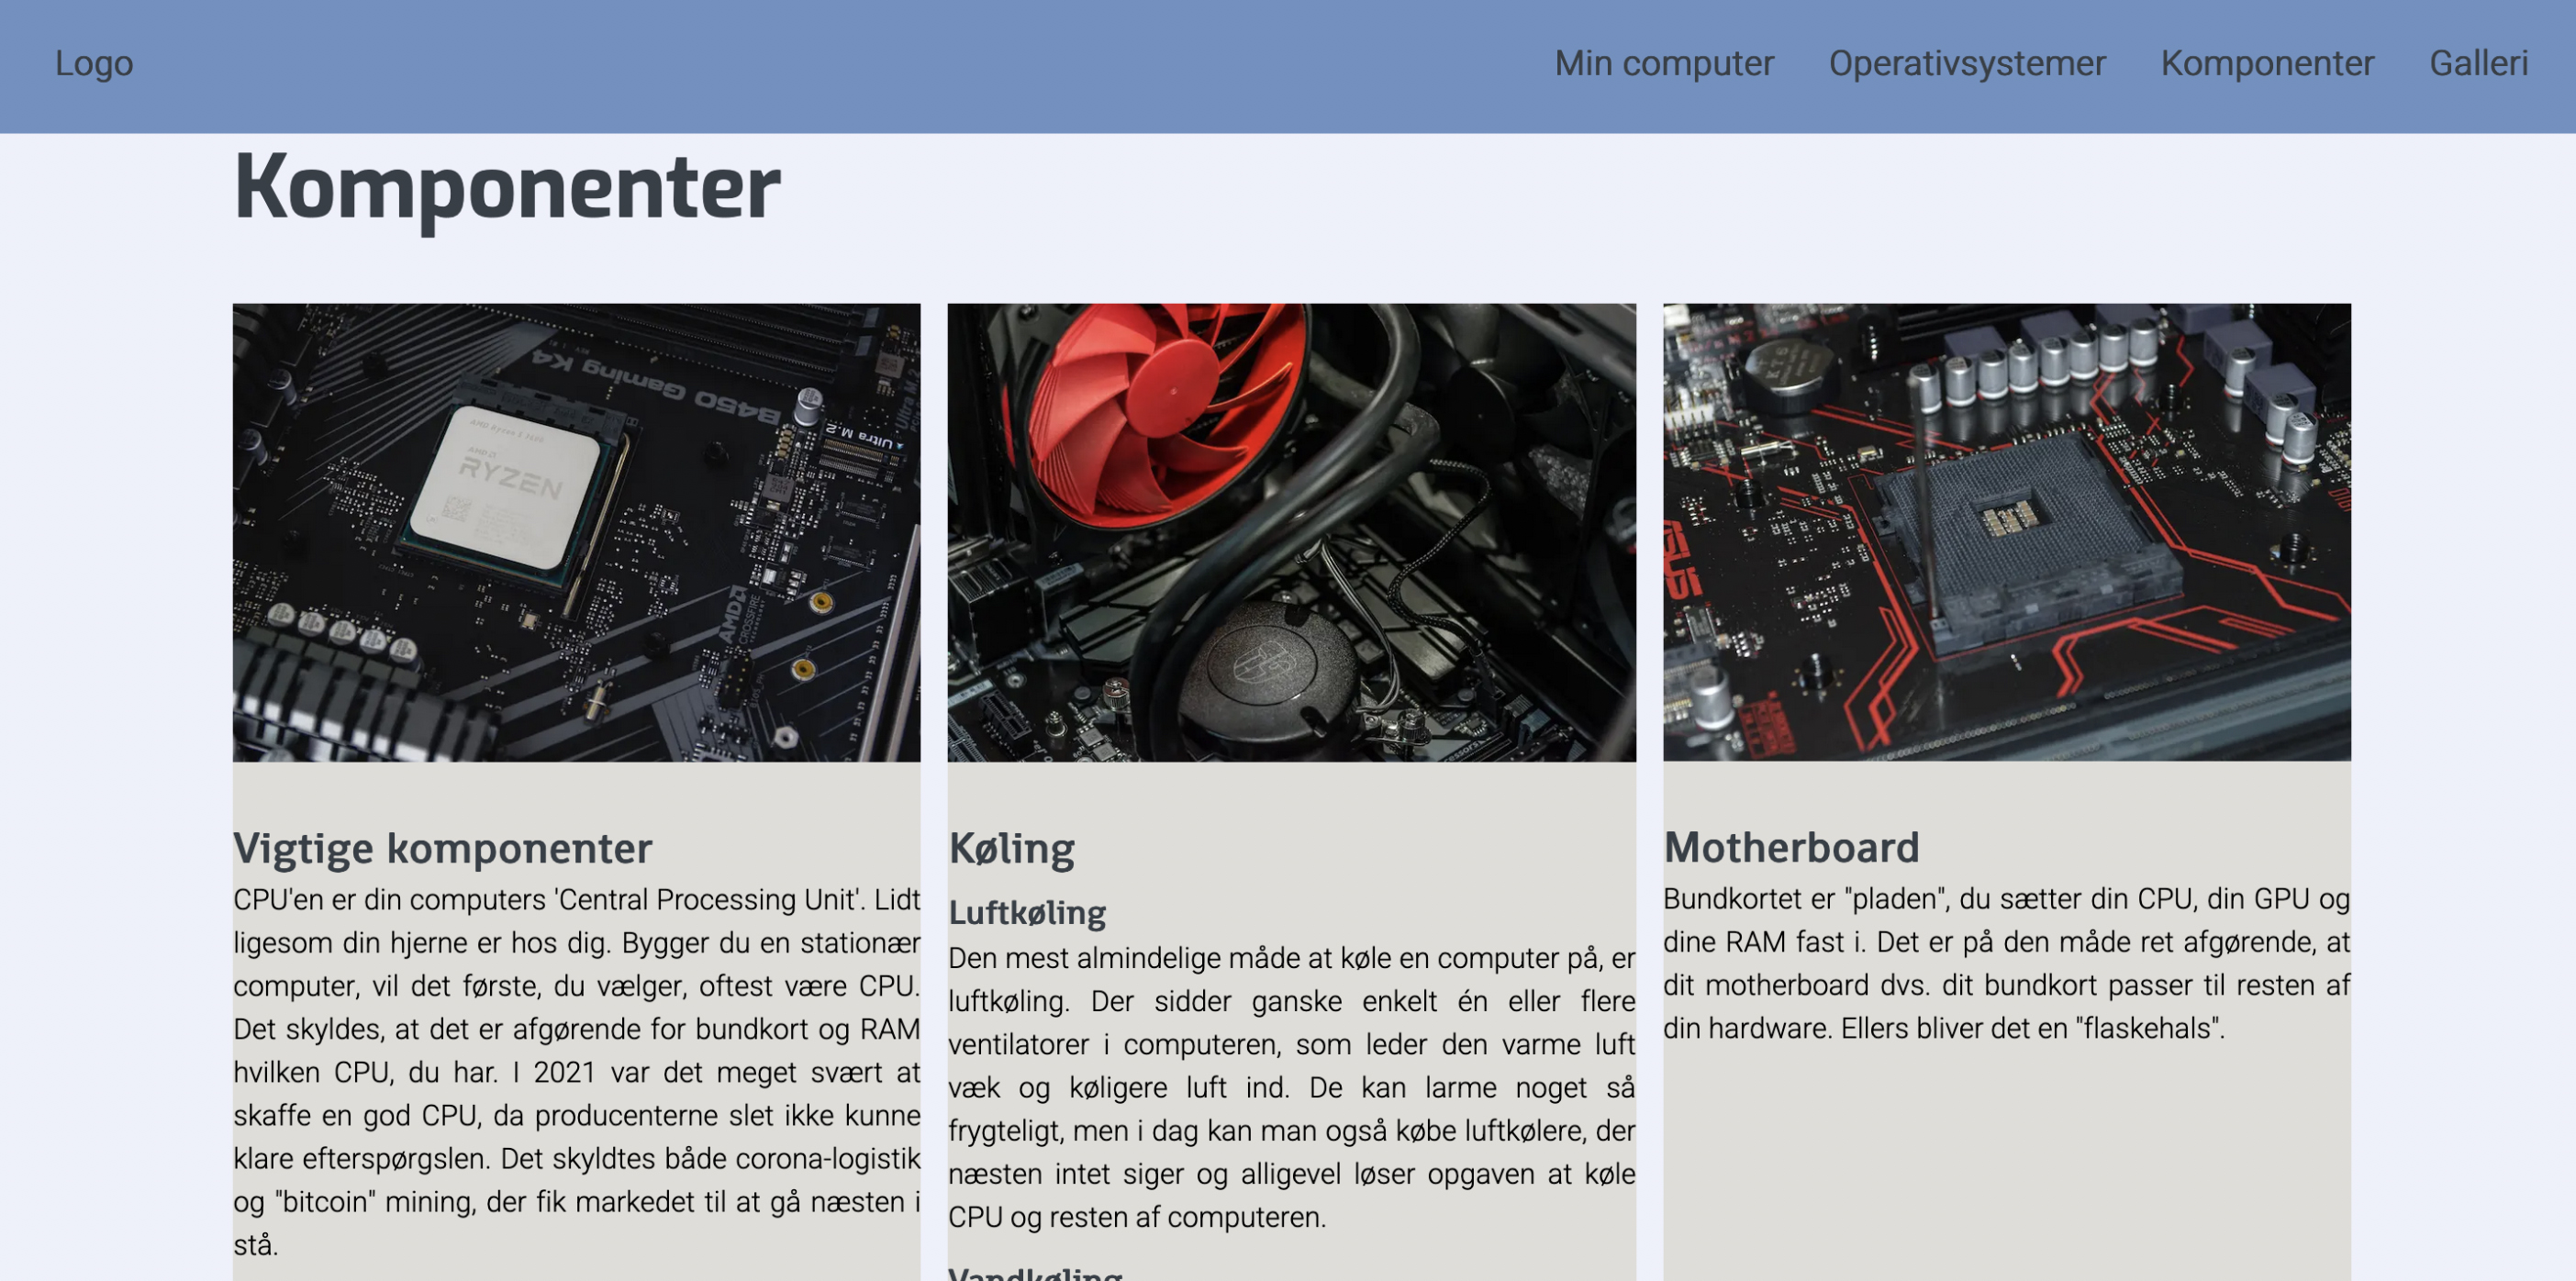 Logo
Min computer
Operativsystemer
Komponenter
Galleri
Komponenter
B450 Gaming K4
Ultra M.2
AMD
RYZEN
AMD
CROSSFIRE
Vigtige komponenter
CPU'en er din computers 'Central Processing Unit'. Lidt
ligesom din hjerne er hos dig. Bygger du en stationær
computer, vil det første, du vælger, oftest være CPU.
Det skyldes, at det er afgørende for bundkort og RAM
hvilken CPU, du har. I 2021 var det meget svært at
skaffe en god CPU, da producenterne slet ikke kunne
klare efterspørgslen. Det skyldtes både corona-logistik
og "bitcoin" mining, der fik markedet til at gå næsten i
stå.
Køling
Luftkøling
Den mest almindelige måde at køle en computer på, er
luftkøling. Der sidder ganske enkelt én eller flere
ventilatorer i computeren, som leder den varme luft
væk og køligere luft ind. De kan larme noget så
frygteligt, men i dag kan man også købe luftkølere, der
næsten intet siger og alligevel løser opgaven at køle
CPU og resten af computeren.
Vandkøling
Motherboard
Bundkortet er "pladen", du sætter din CPU, din GPU og
dine RAM fast i. Det er på den måde ret afgørende, at
dit motherboard dvs. dit bundkort passer til resten af
din hardware. Ellers bliver det en "flaskehals".